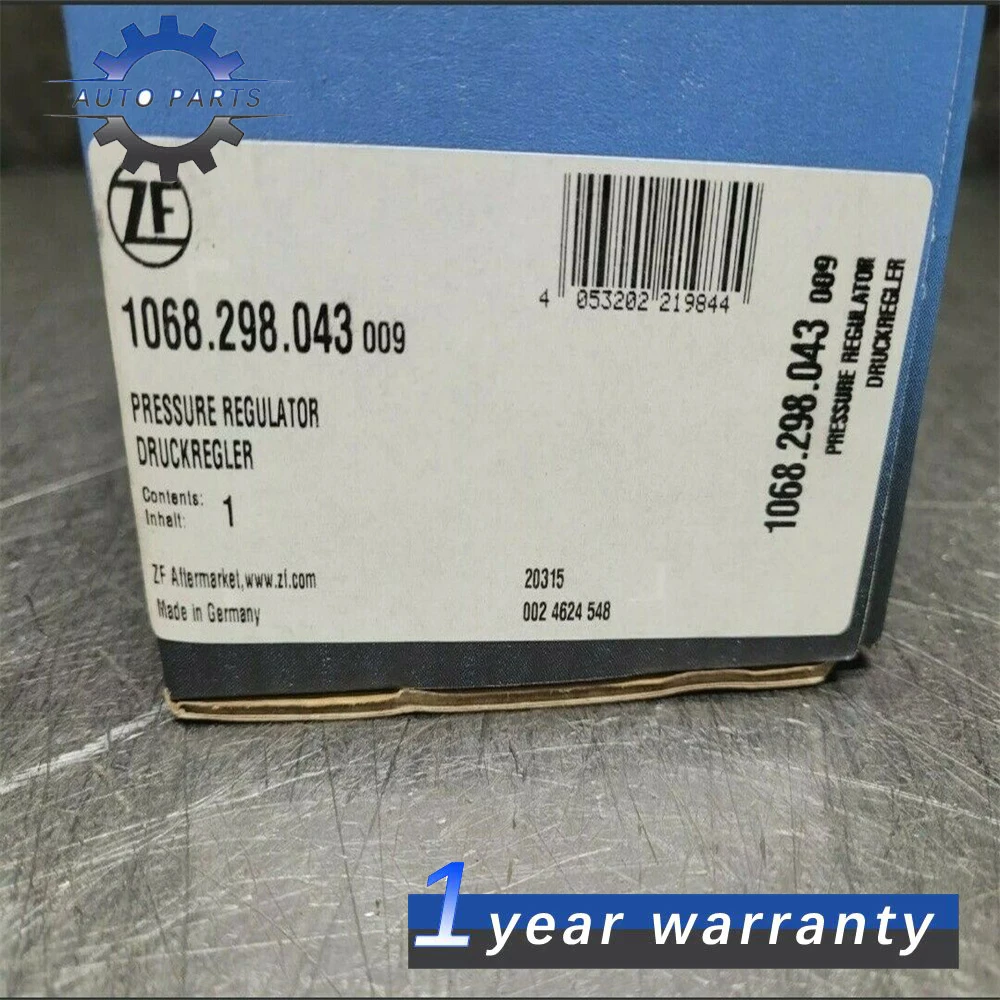 AUTO PARTS
ZF
1068.298.043 009
PRESSURE REGULATOR
DRUCKREGLER
Contents:
Inhalt: 1
ZF Aftermarket,www.zf.com
Made in Germany
20315
002 4624 548
4 053202 219844
1068.298.043 009
PRESSURE REGULATOR
DRUCKREGLER
1 year warranty